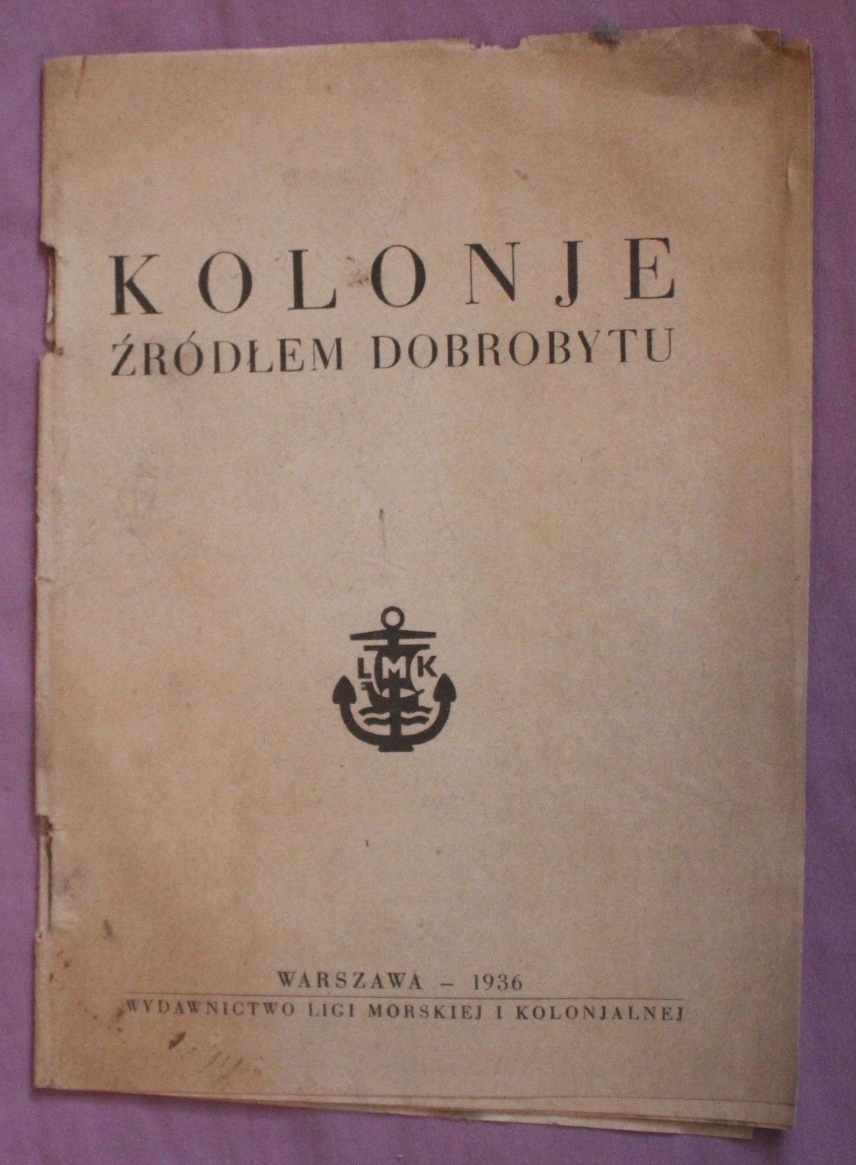 KOLONJE
ŹRÓDŁEM DOBROBYTU
LMK
WARSZAWA – 1936
WYDAWNICTWO LIGI MORSKIEJ I KOLONJALNEJ